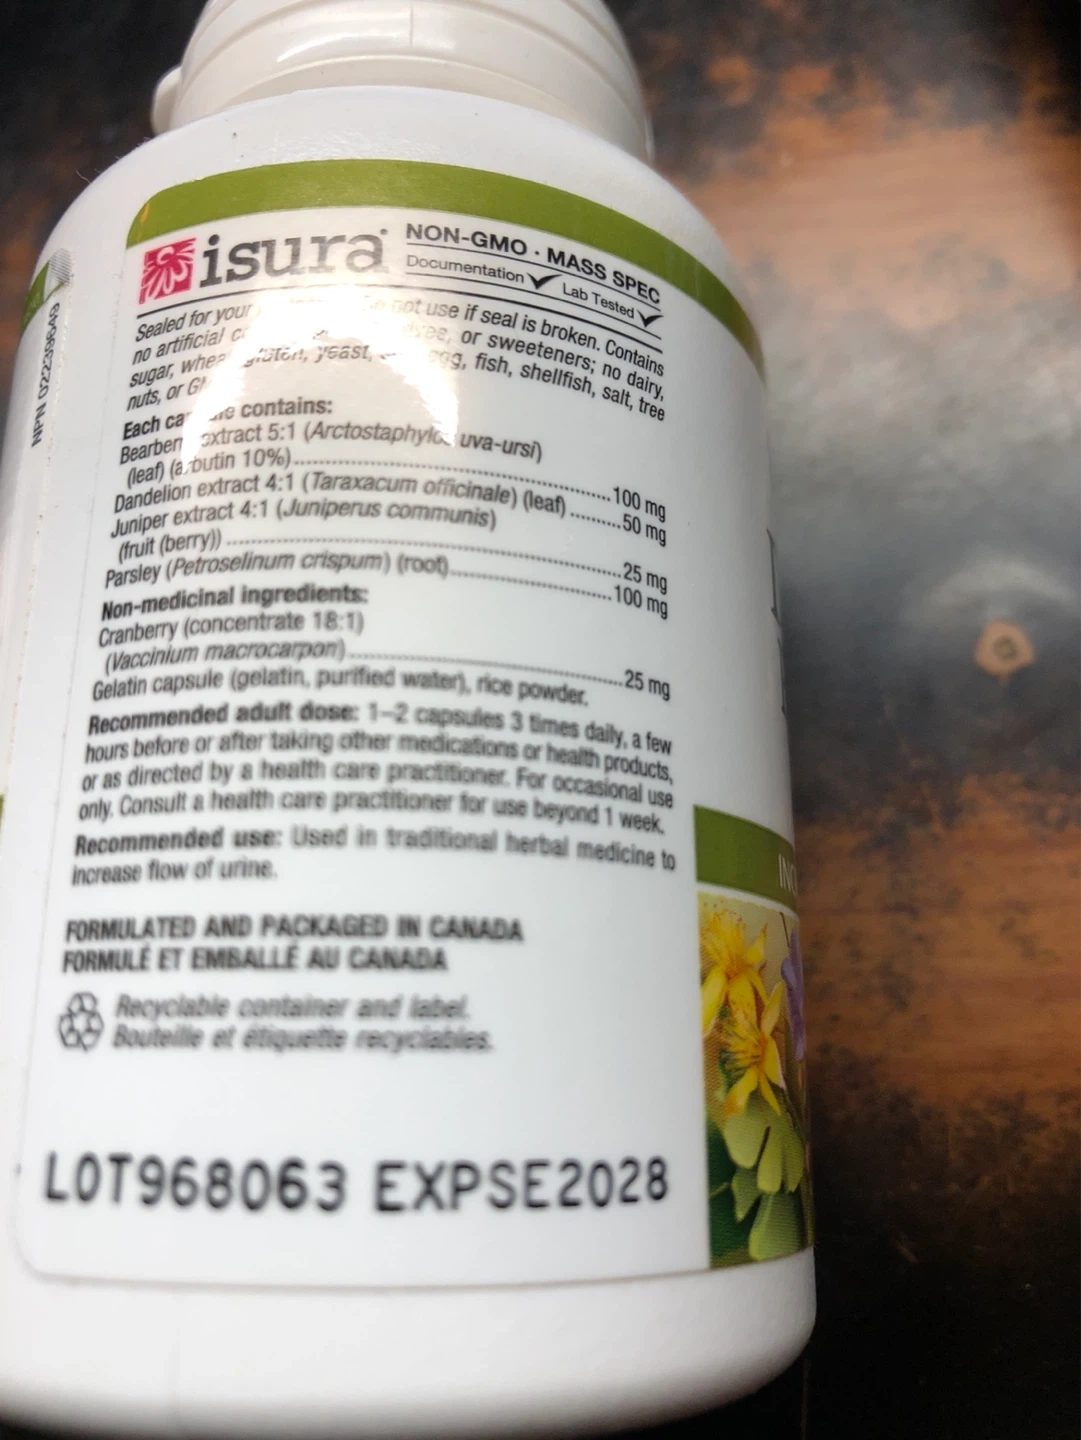 isura
NON-GMO · MASS SPEC
Documentation ✓ Lab Tested ✓
Sealed for your not use if seal is broken. Contains
no artificial or sweeteners; no dairy,
sugar, gluten, yeast, egg, fish, shellfish, salt, tree
nuts, or
Each contains:
extract 5:1 (Arctostaphylos uva-ursi)
(leaf) (arbutin 10%)....................100 mg
Dandelion extract 4:1 (Taraxacum officinale) (leaf)..........50 mg
Juniper extract 4:1 (Juniperus communis)
(fruit (berry))....................25 mg
Parsley (Petroselinum crispum) (root)....................100 mg
Non-medicinal ingredients:
Cranberry (concentrate 18:1)
(Vaccinium macrocarpon)....................25 mg
Gelatin capsule (gelatin, purified water), rice powder.
Recommended adult dose: 1–2 capsules 3 times daily, a few
hours before or after taking other medications or health products,
or as directed by a health care practitioner. For occasional use
only. Consult a health care practitioner for use beyond 1 week.
Recommended use: Used in traditional herbal medicine to
increase flow of urine.
FORMULATED AND PACKAGED IN CANADA
FORMULÉ ET EMBALLÉ AU CANADA
Recyclable container and label.
Bouteille et étiquette recyclables.
LOT968063 EXPSE2028
NPN 02239649